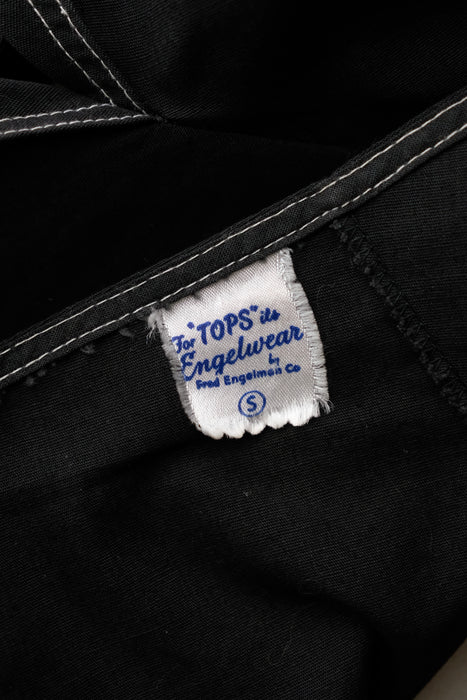 For "TOPS" its
Engelwear
by
Fred Engelman Co
S